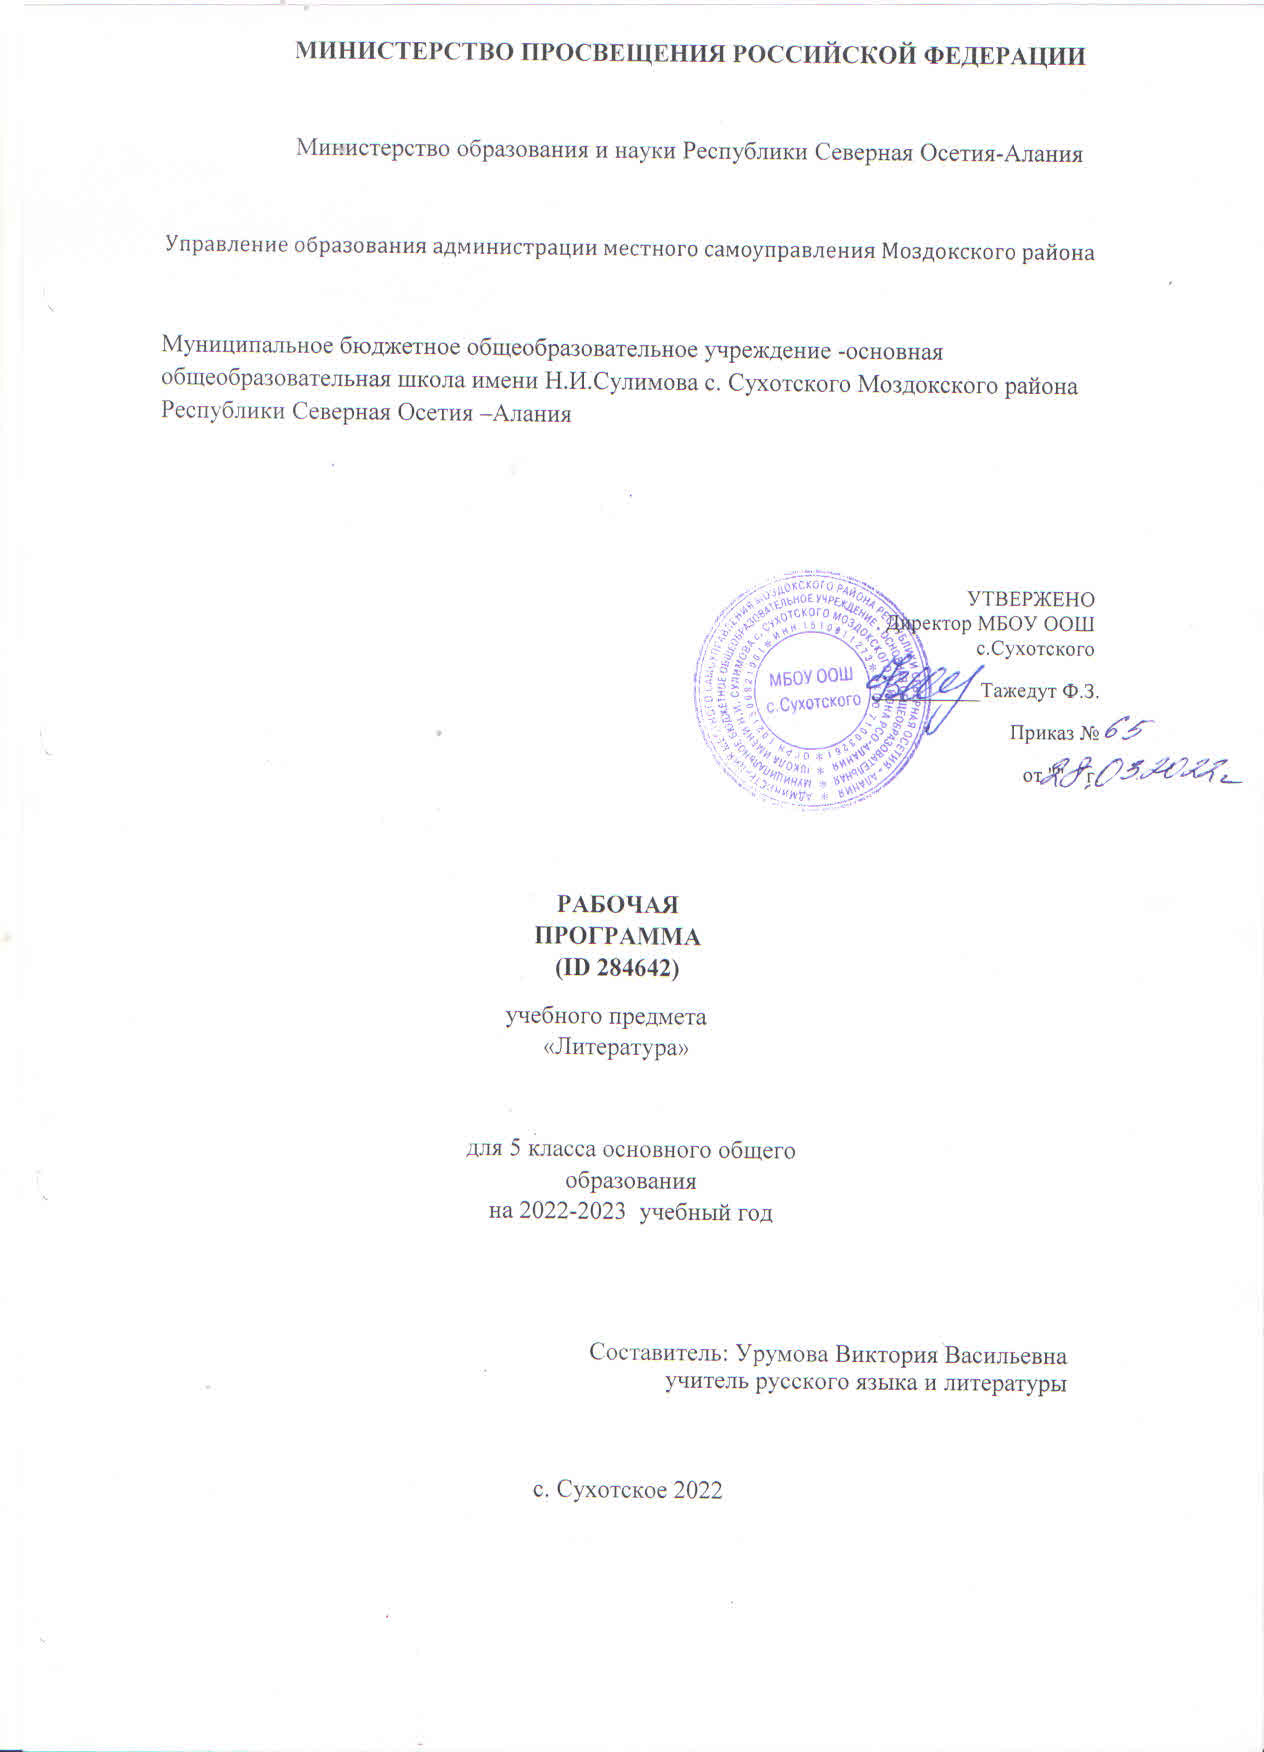 МИНИСТЕРСТВО ПРОСВЕЩЕНИЯ РОССИЙСКОЙ ФЕДЕРАЦИИ
Министерство образования и науки Республики Северная Осетия-Алания
Управление образования администрации местного самоуправления Моздокского района
Муниципальное бюджетное общеобразовательное учреждение -основная
общеобразовательная школа имени Н.И.Сулимова с. Сухотского Моздокского района
Республики Северная Осетия –Алания
УТВЕРЖЕНО
Директор МБОУ ООШ
с.Сухотского
Тажедут Ф.З.
Приказ № 65
от 28.03.2022 г
МБОУ ООШ
с.Сухотского
РАБОЧАЯ
ПРОГРАММА
(ID 284642)
учебного предмета
«Литература»
для 5 класса основного общего
образования
на 2022-2023 учебный год
Составитель: Урумова Виктория Васильевна
учитель русского языка и литературы
с. Сухотское 2022